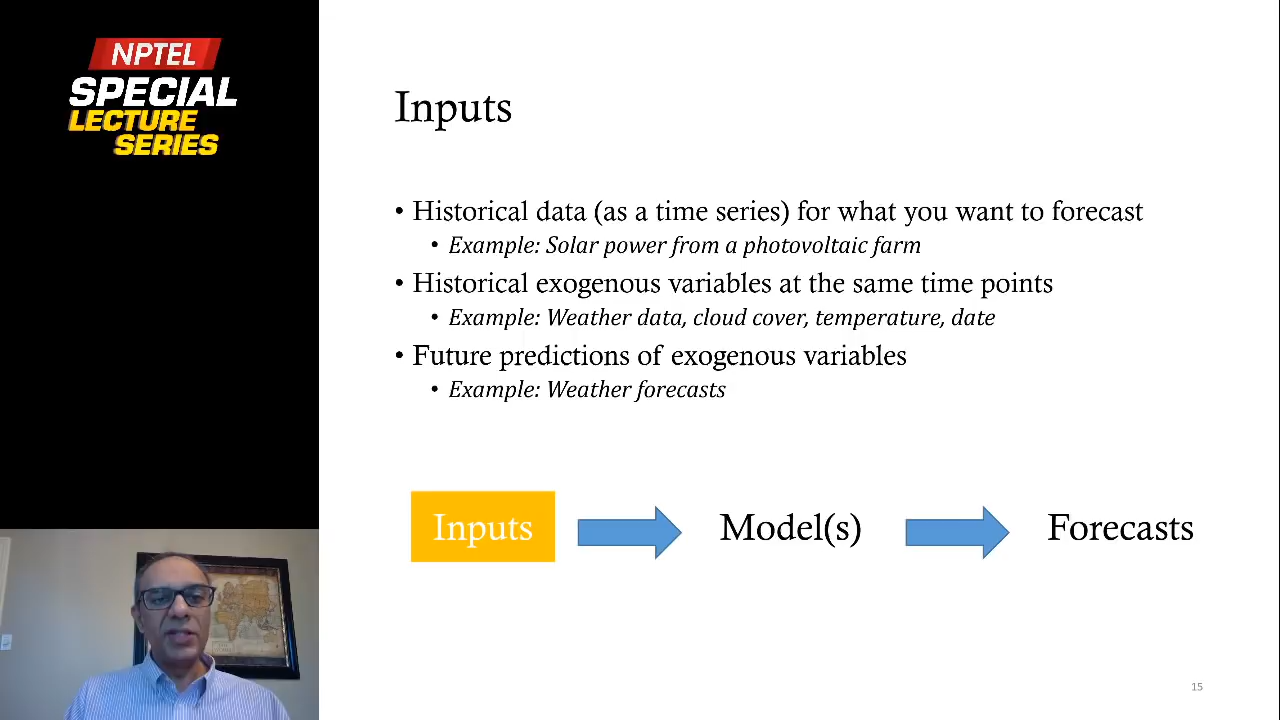 NPTEL
SPECIAL
LECTURE
SERIES
Inputs
• Historical data (as a time series) for what you want to forecast
• Example: Solar power from a photovoltaic farm
• Historical exogenous variables at the same time points
• Example: Weather data, cloud cover, temperature, date
• Future predictions of exogenous variables
• Example: Weather forecasts
Inputs
Model(s)
Forecasts
15